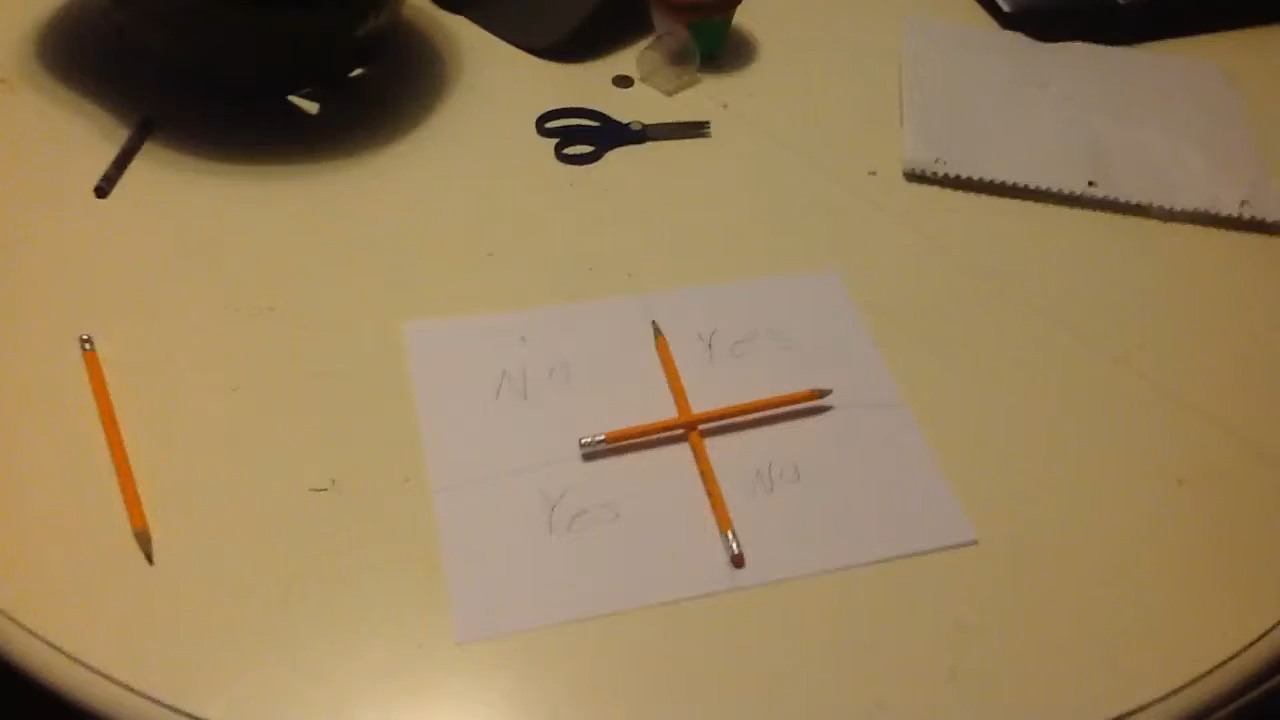 No Yes
Yes No